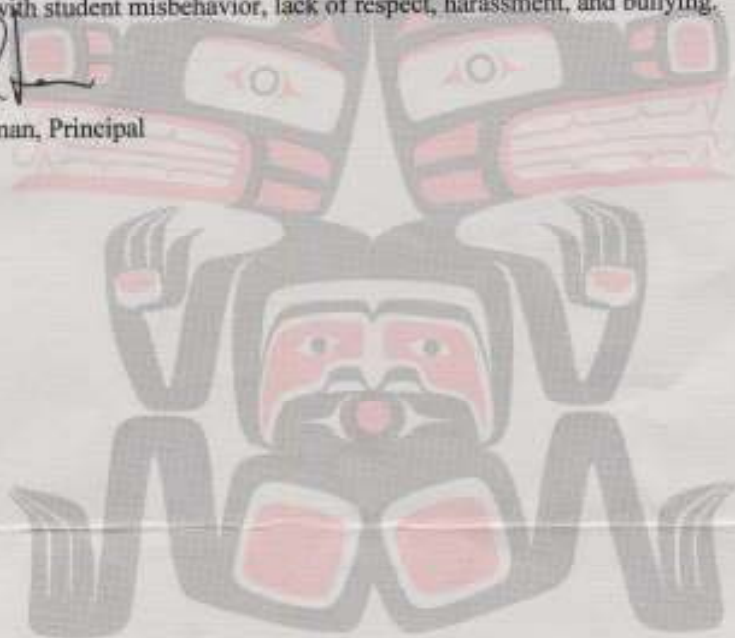 with student misbehavior, lack of respect, harassment, and bullying.
man, Principal